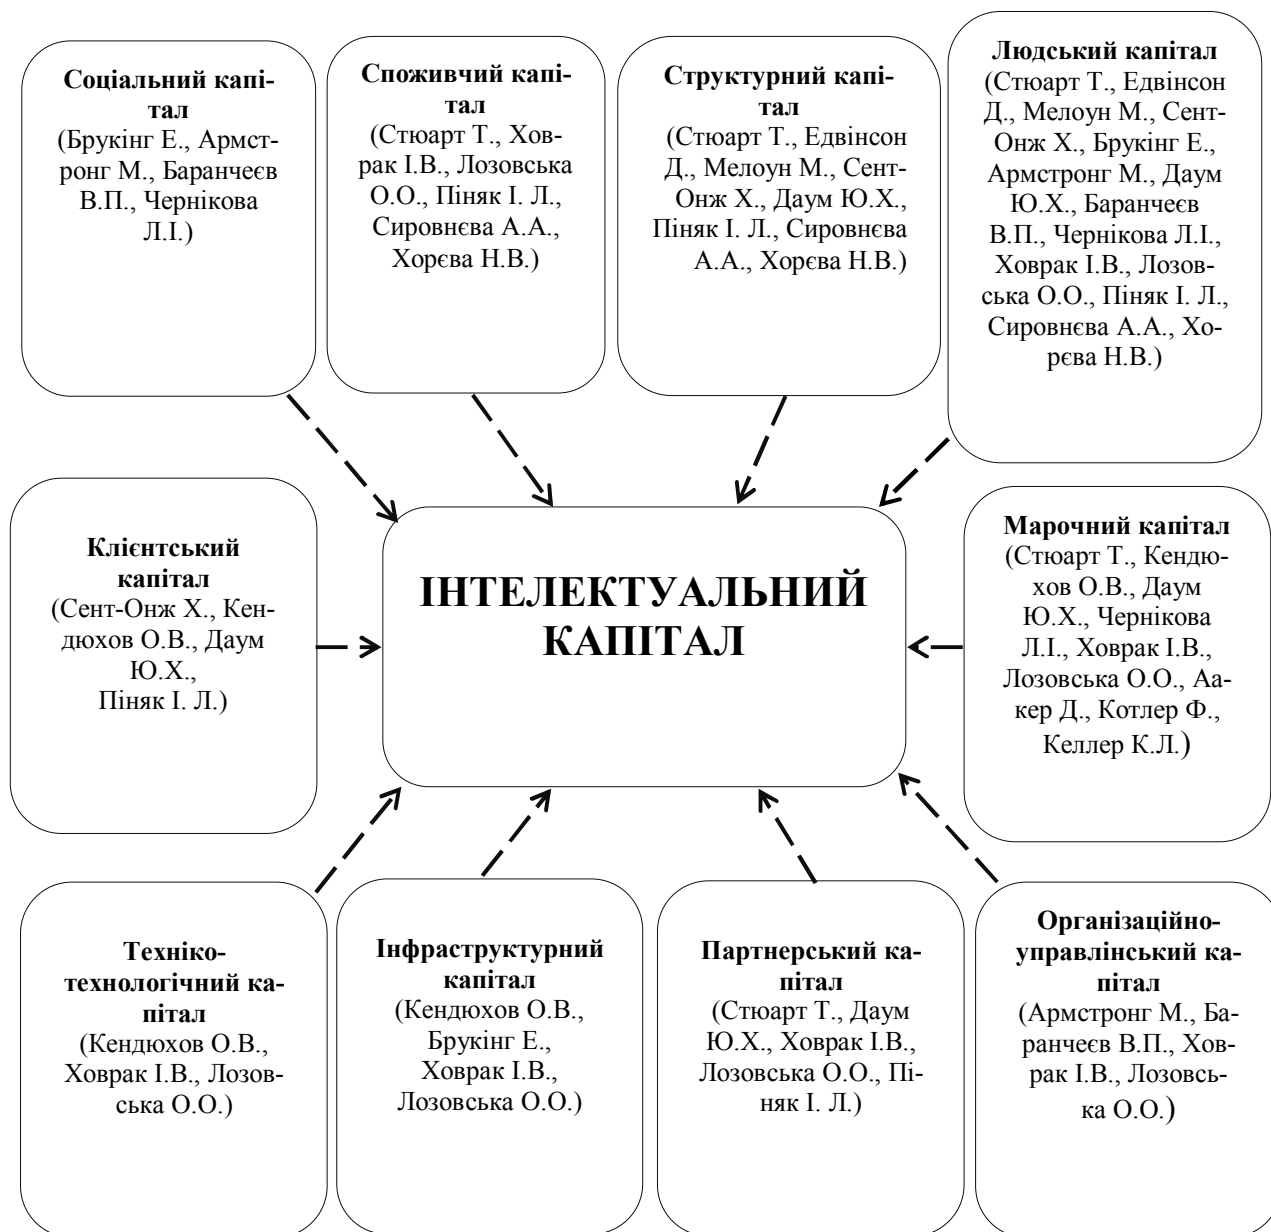 Соціальний капі-
тал
(Брукінг Е., Армст-
ронг М., Баранчеєв
В.П., Чернікова
Л.І.)
Споживчий капі-
тал
(Стюарт Т., Хов-
рак І.В., Лозовська
О.О., Піняк І. Л.,
Сировнєва А.А.,
Хорєва Н.В.)
Структурний капі-
тал
(Стюарт Т., Едвінсон
Д., Мелоун М., Сент-
Онж Х., Даум Ю.Х.,
Піняк І. Л., Сировнєва
А.А., Хорєва Н.В.)
Людський капітал
(Стюарт Т., Едвінсон
Д., Мелоун М., Сент-
Онж Х., Брукінг Е.,
Армстронг М., Даум
Ю.Х., Баранчеєв
В.П., Чернікова Л.І.,
Ховрак І.В., Лозов-
ська О.О., Піняк І. Л.,
Сировнєва А.А., Хо-
рєва Н.В.)
Клієнтський
капітал
(Сент-Онж Х., Кен-
дюхов О.В., Даум
Ю.Х.,
Піняк І. Л.)
ІНТЕЛЕКТУАЛЬНИЙ
КАПІТАЛ
Марочний капітал
(Стюарт Т., Кендю-
хов О.В., Даум
Ю.Х., Чернікова
Л.І., Ховрак І.В.,
Лозовська О.О., Аа-
кер Д., Котлер Ф.,
Келлер К.Л.)
Техніко-
технологічний ка-
пітал
(Кендюхов О.В.,
Ховрак І.В., Лозов-
ська О.О.)
Інфраструктурний
капітал
(Кендюхов О.В.,
Брукінг Е.,
Ховрак І.В.,
Лозовська О.О.)
Партнерський ка-
пітал
(Стюарт Т., Даум
Ю.Х., Ховрак І.В.,
Лозовська О.О., Пі-
няк І. Л.)
Організаційно-
управлінський ка-
пітал
(Армстронг М., Ба-
ранчеєв В.П., Хов-
рак І.В., Лозовсь-
ка О.О.)